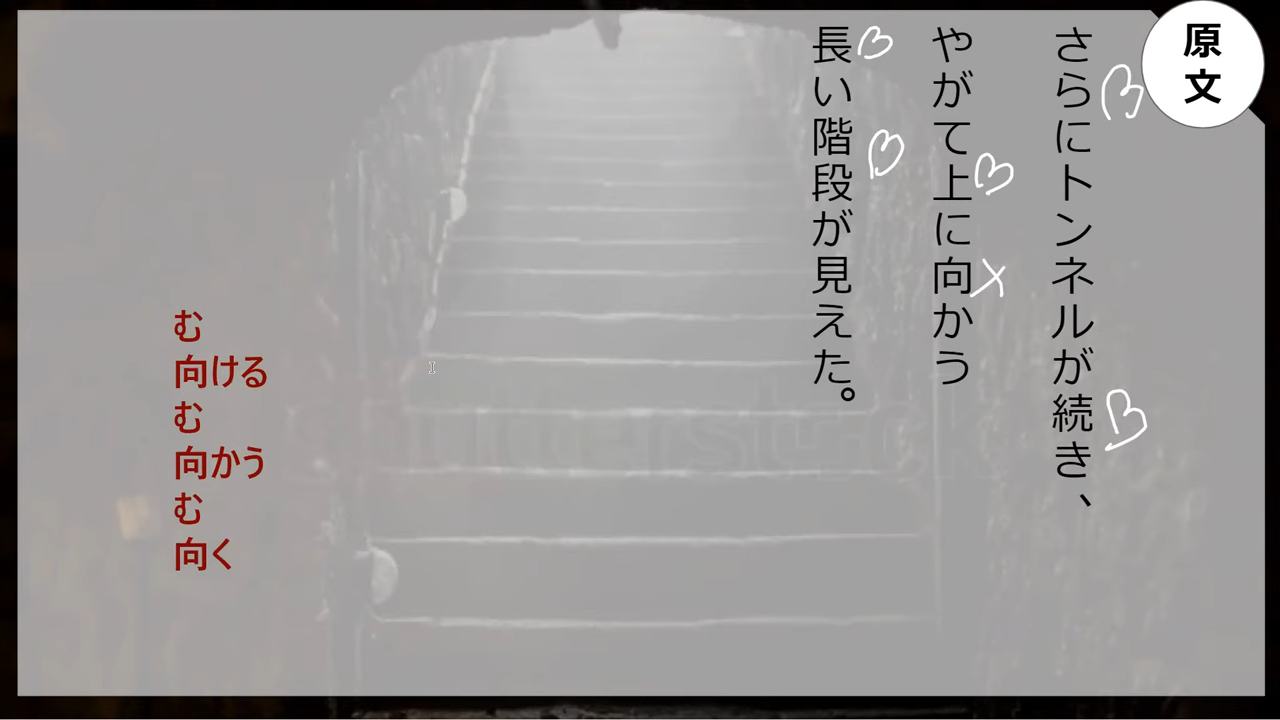 原文
さらにトンネルが続き、
やがて上に向かう
長い階段が見えた。
む
向ける
む
向かう
む
向く